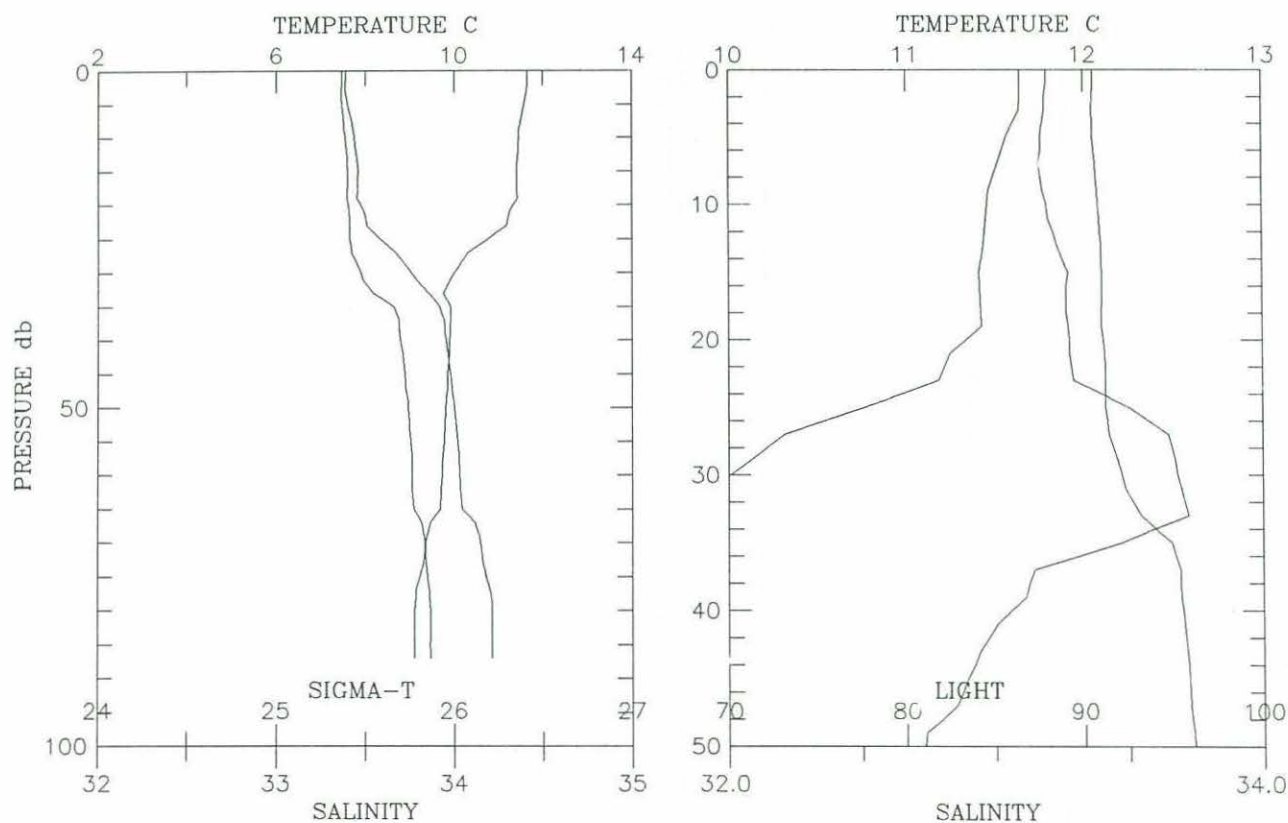 TEMPERATURE C
2 6 10 14
0
PRESSURE db
50
SIGMA-T
24 25 26 27
100
32 33 34 35
SALINITY
TEMPERATURE C
10 11 12 13
0
10
20
30
40
LIGHT
70 80 90 100
50
32.0 34.0
SALINITY